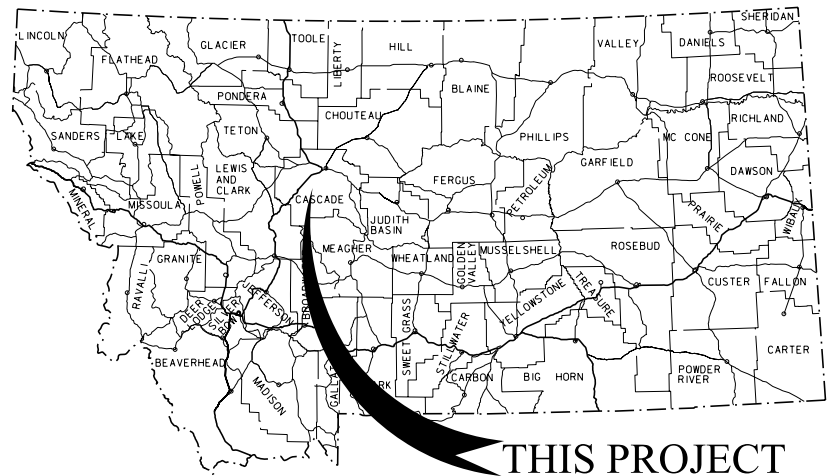 LINCOLN
FLATHEAD
GLACIER
TOOLE
LIBERTY
HILL
BLAINE
VALLEY
DANIELS
SHERIDAN
ROOSEVELT
PONDERA
CHOUTEAU
TETON
SANDERS
LAKE
PHILLIPS
MC CONE
RICHLAND
GARFIELD
DAWSON
LEWIS
AND
CLARK
POWELL
MISSOULA
MINERAL
CASCADE
FERGUS
PETROLEUM
JUDITH
BASIN
PRAIRIE
WIBAUX
GRANITE
RAVALLI
MEAGHER
WHEATLAND
GOLDEN
VALLEY
MUSSELSHELL
ROSEBUD
TREASURE
CUSTER
FALLON
DEER
LODGE
SILVER
BOW
JEFFERSON
BROADW
YELLOWSTONE
SWEET GRASS
STILLWATER
BEAVERHEAD
MADISON
GALLAT
ARK
CARBON
BIG HORN
POWDER
RIVER
CARTER
THIS PROJECT